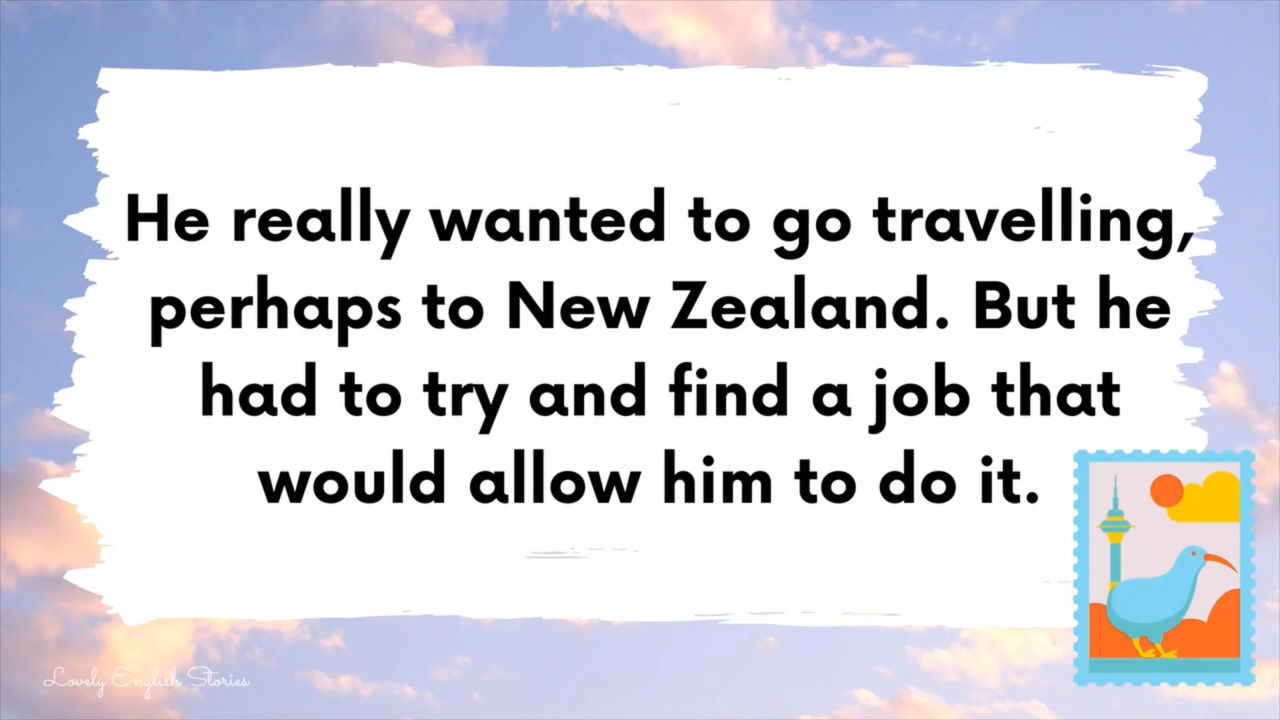 He really wanted to go travelling,
perhaps to New Zealand. But he
had to try and find a job that
would allow him to do it.
Lovely English Stories